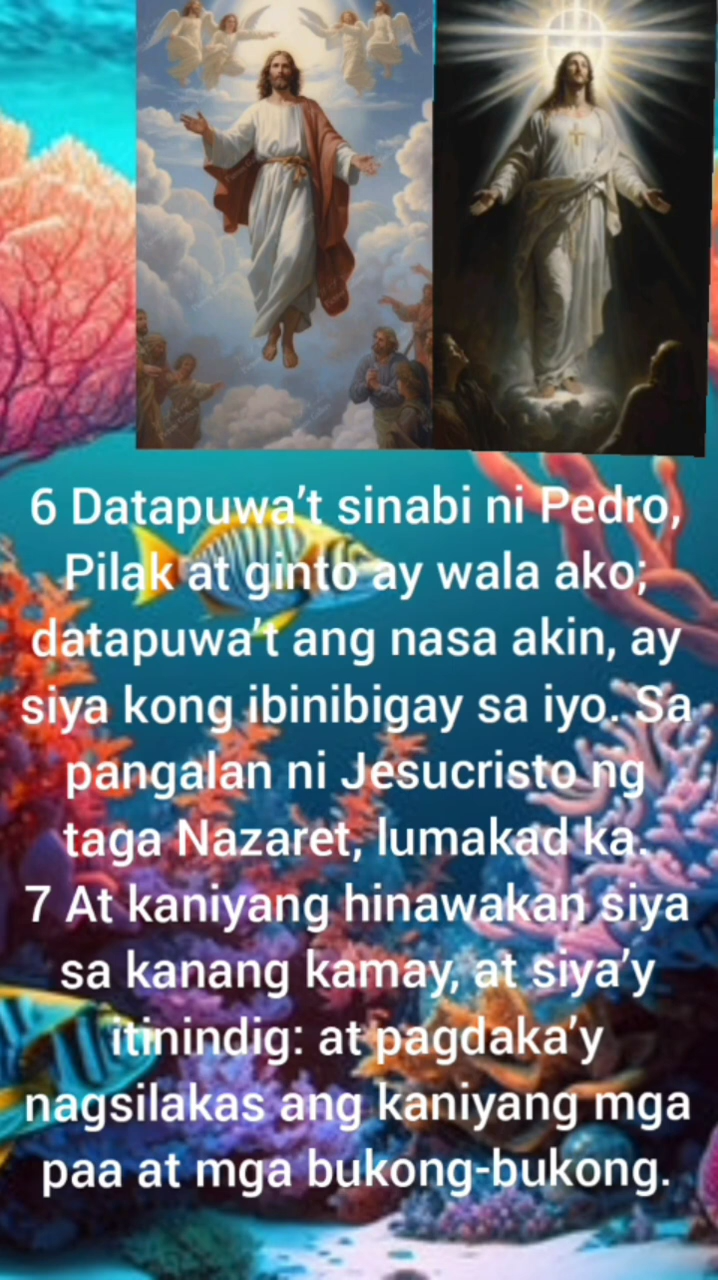 6 Datapuwa’t sinabi ni Pedro,
Pilak at ginto ay wala ako;
datapuwa’t ang nasa akin, ay
siya kong ibinibigay sa iyo. Sa
pangalan ni Jesucristo ng
taga Nazaret, lumakad ka.
7 At kaniyang hinawakan siya
sa kanang kamay, at siya’y
itinindig: at pagdaka’y
nagsilakas ang kaniyang mga
paa at mga bukong-bukong.